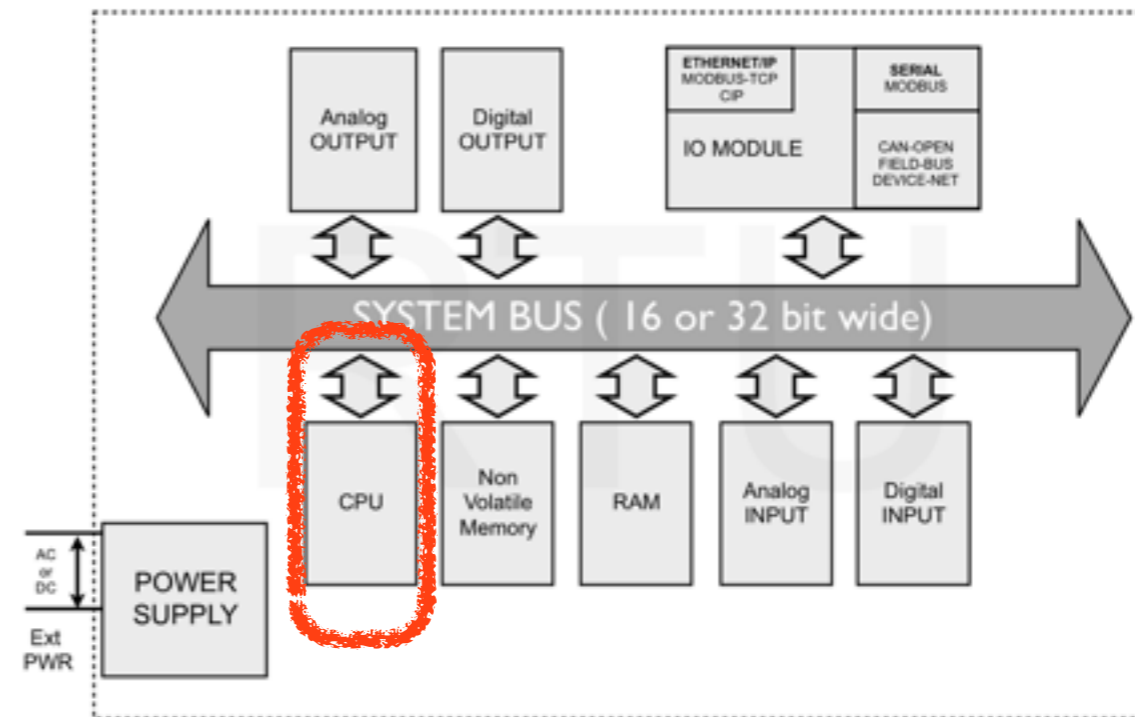 Analog
OUTPUT
Digital
OUTPUT
ETHERNET/IP
MODBUS-TCP
CIP
IO MODULE
SERIAL
MODBUS
CAN-OPEN
FIELD-BUS
DEVICE-NET
RTU
SYSTEM BUS ( 16 or 32 bit wide)
CPU
Non
Volatile
Memory
RAM
Analog
INPUT
Digital
INPUT
AC
or
DC
POWER
SUPPLY
Ext
PWR